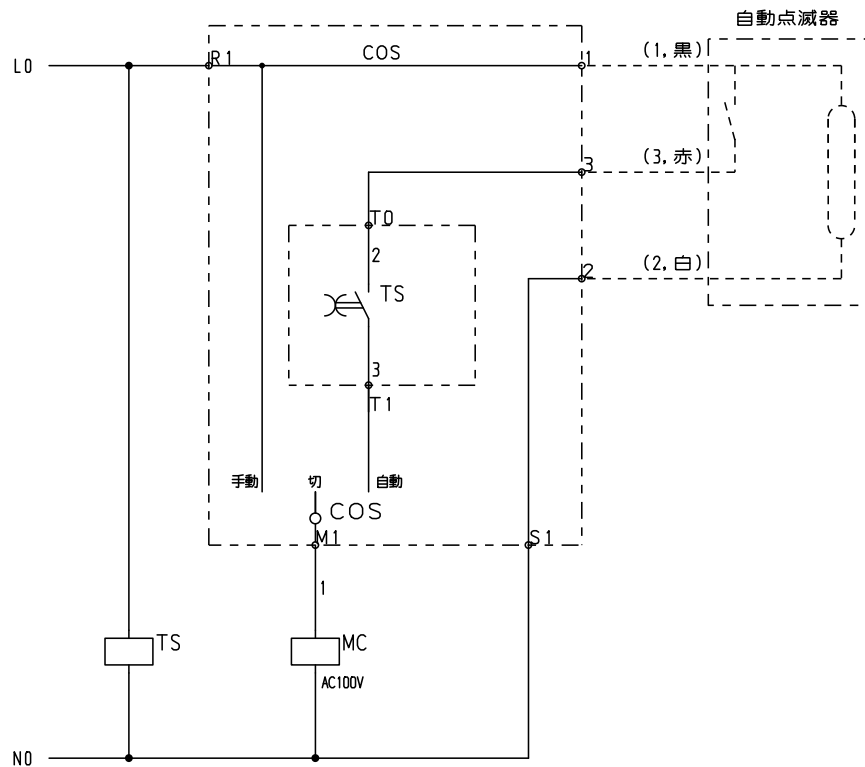 自動点滅器
L0
R1
COS
1
(1,黒)
3
(3,赤)
T0
2
TS
2
(2,白)
3
T1
手動
切
自動
COS
M1
S1
1
TS
MC
AC100V
N0